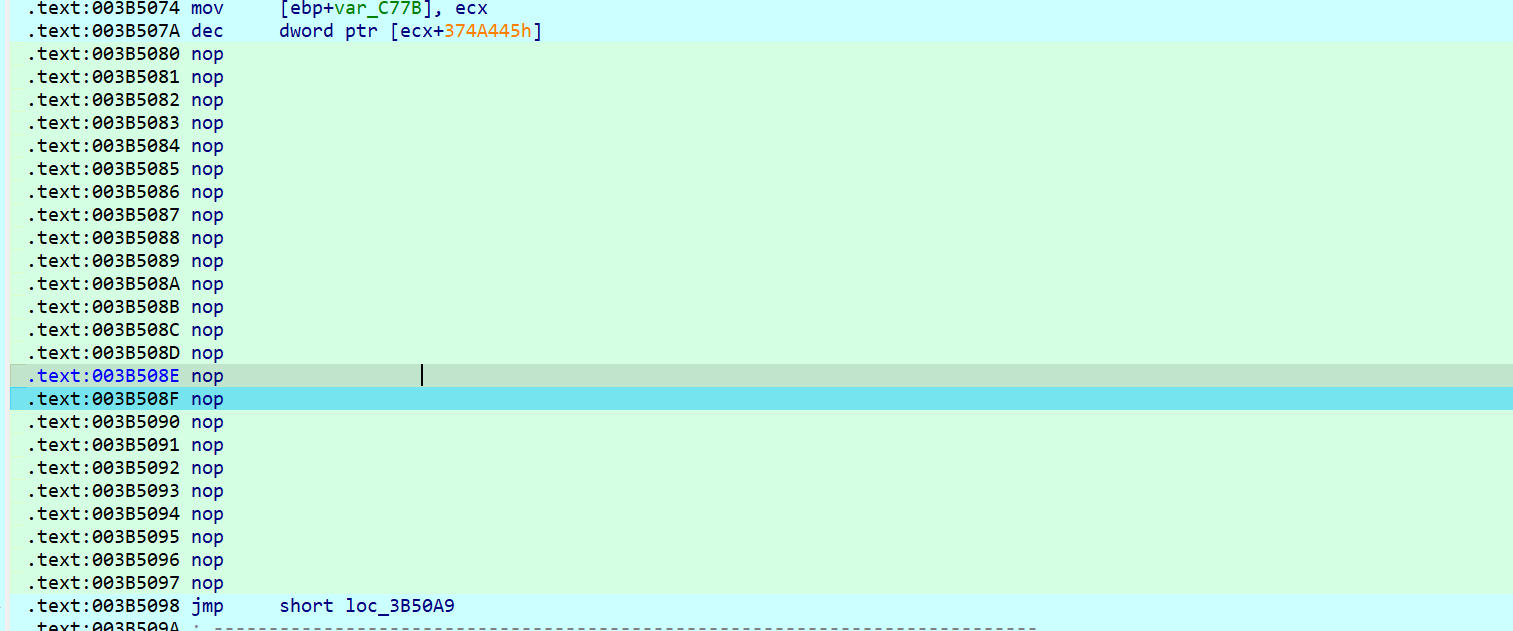 .text:003B5074 mov     [ebp+var_C77B], ecx
.text:003B507A dec     dword ptr [ecx+374A445h]
.text:003B5080 nop
.text:003B5081 nop
.text:003B5082 nop
.text:003B5083 nop
.text:003B5084 nop
.text:003B5085 nop
.text:003B5086 nop
.text:003B5087 nop
.text:003B5088 nop
.text:003B5089 nop
.text:003B508A nop
.text:003B508B nop
.text:003B508C nop
.text:003B508D nop
.text:003B508E nop
.text:003B508F nop
.text:003B5090 nop
.text:003B5091 nop
.text:003B5092 nop
.text:003B5093 nop
.text:003B5094 nop
.text:003B5095 nop
.text:003B5096 nop
.text:003B5097 nop
.text:003B5098 jmp     short loc_3B50A9
.text:003B509A ; ---------------------------------------------------------------------------